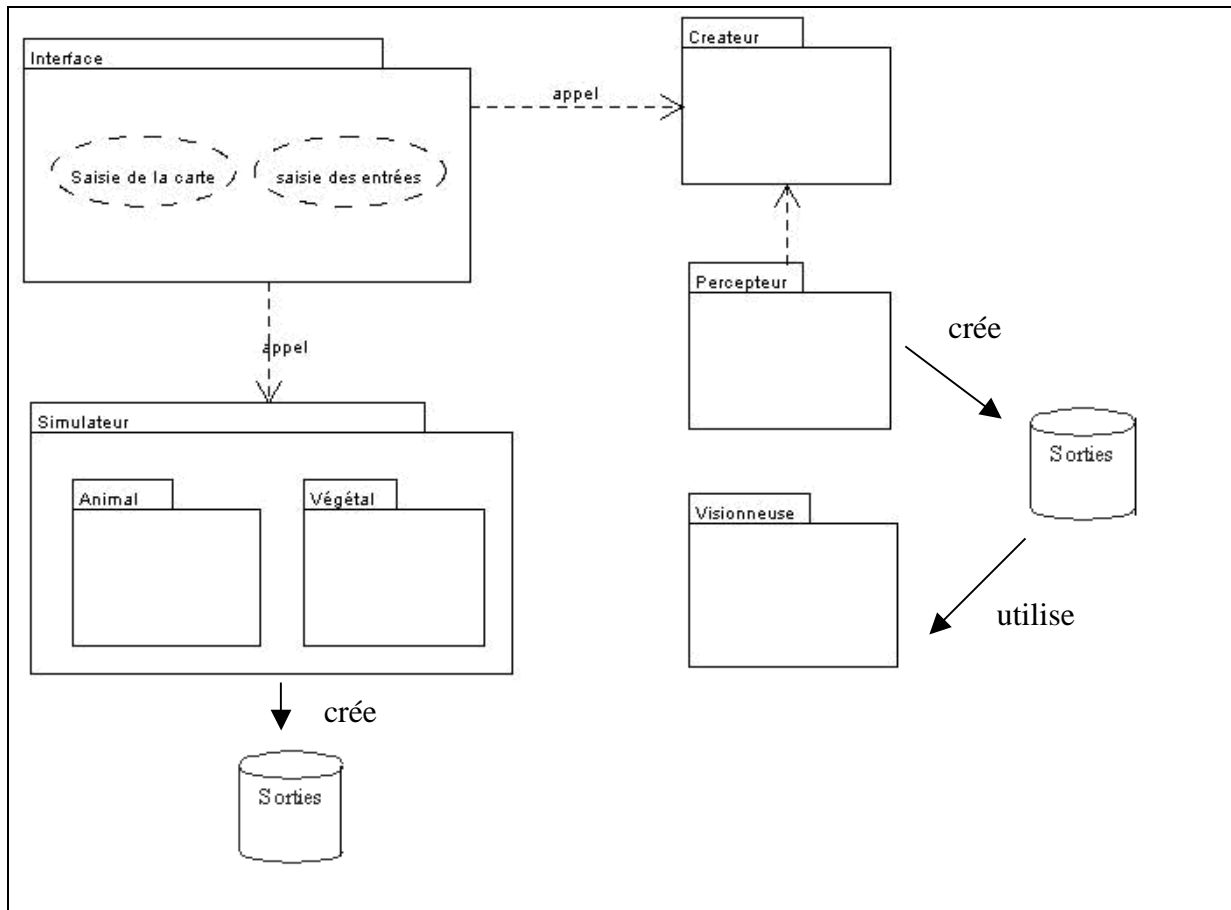 Interface
Createur
appel
Saisie de la carte
saisie des entrées
Percepteur
crée
appel
Simulateur
Sorties
Animal
Végétal
Visionneuse
utilise
crée
Sorties